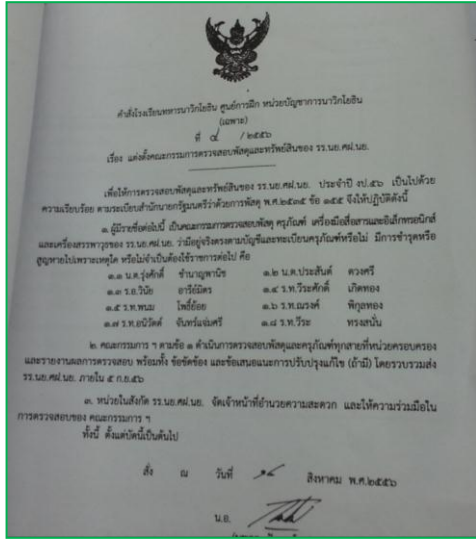 คำสั่งโรงเรียนทหารนาวิกโยธิน ศูนย์การฝึก หน่วยบัญชาการนาวิกโยธิน
(เฉพาะ)
ที่ ๔ /๒๕๕๖
เรื่อง แต่งตั้งคณะกรรมการตรวจสอบพัสดุและทรัพย์สินของ รร.นย.ศฝ.นย.
เพื่อให้การตรวจสอบพัสดุและทรัพย์สินของ รร.นย.ศฝ.นย. ประจำปี งป.๕๖ เป็นไปด้วย
ความเรียบร้อย ตามระเบียบสำนักนายกรัฐมนตรีว่าด้วยการพัสดุ พ.ศ.๒๕๓๕ ข้อ ๑๕๕ จึงให้ปฏิบัติดังนี้
๑. ผู้มีรายชื่อต่อไปนี้ เป็นคณะกรรมการตรวจสอบพัสดุ ครุภัณฑ์ เครื่องมือสื่อสารและอิเล็กทรอนิกส์
และเครื่องสรรพาวุธของ รร.นย.ศฝ.นย. ว่ามีอยู่จริงตรงตามบัญชีและทะเบียนครุภัณฑ์หรือไม่ มีการชำรุดหรือ
สูญหายไปเพราะเหตุใด หรือไม่จำเป็นต้องใช้ราชการต่อไป คือ
๑.๑ น.ต.รุ่งศักดิ์ ชำนาญพานิช ๑.๒ น.ต.ประสันต์ ดวงศรี
๑.๓ ร.อ.วินัย อารีย์มิตร ๑.๔ ร.ท.วีระศักดิ์ เกิดทอง
๑.๕ ร.ท.พนม โพธิ์ย้อย ๑.๖ ร.ท.ณรงค์ พิกุลทอง
๑.๗ ร.ท.อนิวัตต์ จันทร์แจ่มศรี ๑.๘ ร.ท.วีระ ทรงเสนั่น
๒. คณะกรรมการ ฯ ตามข้อ ๑ ดำเนินการตรวจสอบพัสดุและครุภัณฑ์ทุกสายที่หน่วยครอบครอง
และรายงานผลการตรวจสอบ พร้อมทั้ง ข้อขัดข้อง และข้อเสนอแนะการปรับปรุงแก้ไข (ถ้ามี) โดยรวบรวมส่ง
รร.นย.ศฝ.นย. ภายใน ๕ ก.ย.๕๖
๓. หน่วยในสังกัด รร.นย.ศฝ.นย. จัดเจ้าหน้าที่อำนวยความสะดวก และให้ความร่วมมือใน
การตรวจสอบของ คณะกรรมการ ฯ
ทั้งนี้ ตั้งแต่บัดนี้เป็นต้นไป
สั่ง ณ วันที่ สิงหาคม พ.ศ.๒๕๕๖
น.อ.